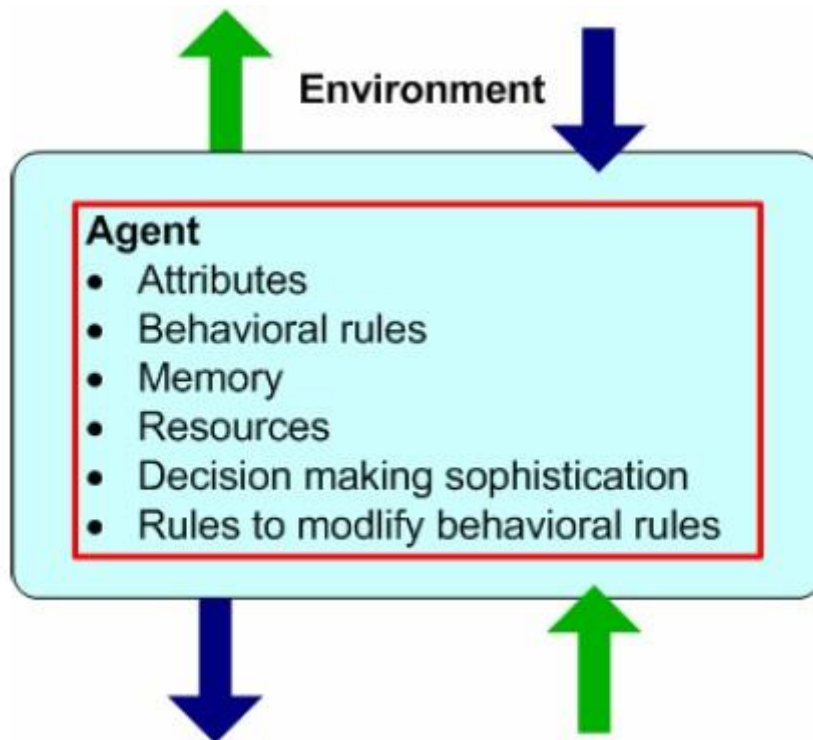 Environment
Agent
• Attributes
• Behavioral rules
• Memory
• Resources
• Decision making sophistication
• Rules to modlify behavioral rules